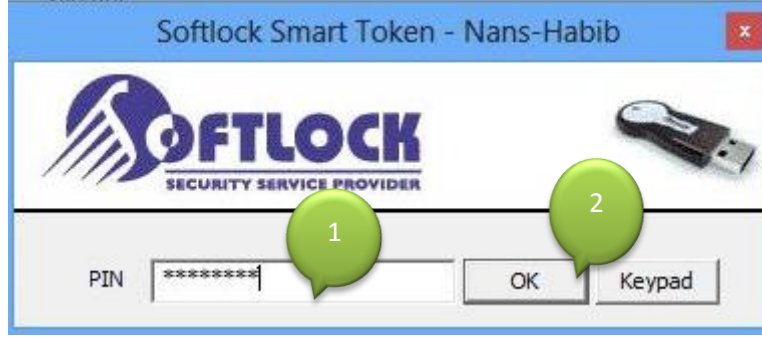 Softlock Smart Token - Nans-Habib
x
SOFTLOCK
SECURITY SERVICE PROVIDER
1
2
PIN ******** OK Keypad